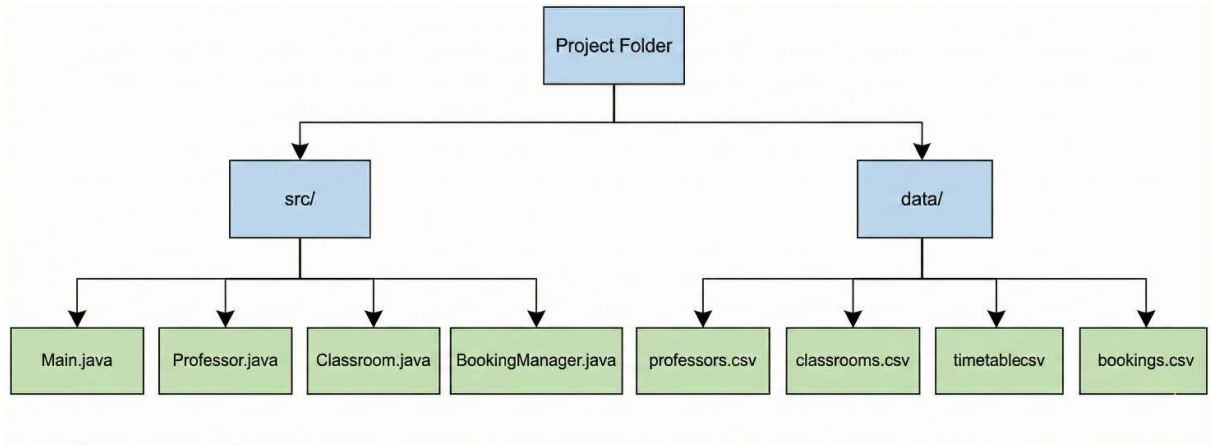 Project Folder
src/
data/
Main.java
Professor.java
Classroom.java
BookingManager.java
professors.csv
classrooms.csv
timetablecsv
bookings.csv